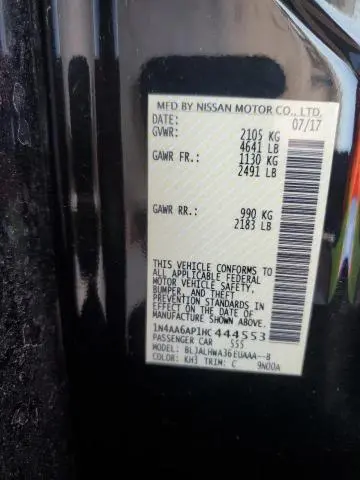 MFD BY NISSAN MOTOR CO., LTD.
DATE: 07/17
GVWR: 2105 KG
4641 LB
GAWR FR.: 1130 KG
2491 LB
GAWR RR.: 990 KG
2183 LB
THIS VEHICLE CONFORMS TO
ALL APPLICABLE FEDERAL
MOTOR VEHICLE SAFETY,
BUMPER, AND THEFT
PREVENTION STANDARDS IN
EFFECT ON THE DATE OF
MANUFACTURE SHOWN ABOVE.
1N4AA6AP1HC444553
PASSENGER CAR 555
MODEL: BLJALHWA36EUAAA--B
COLOR: KH3 TRIM: C 9N00A